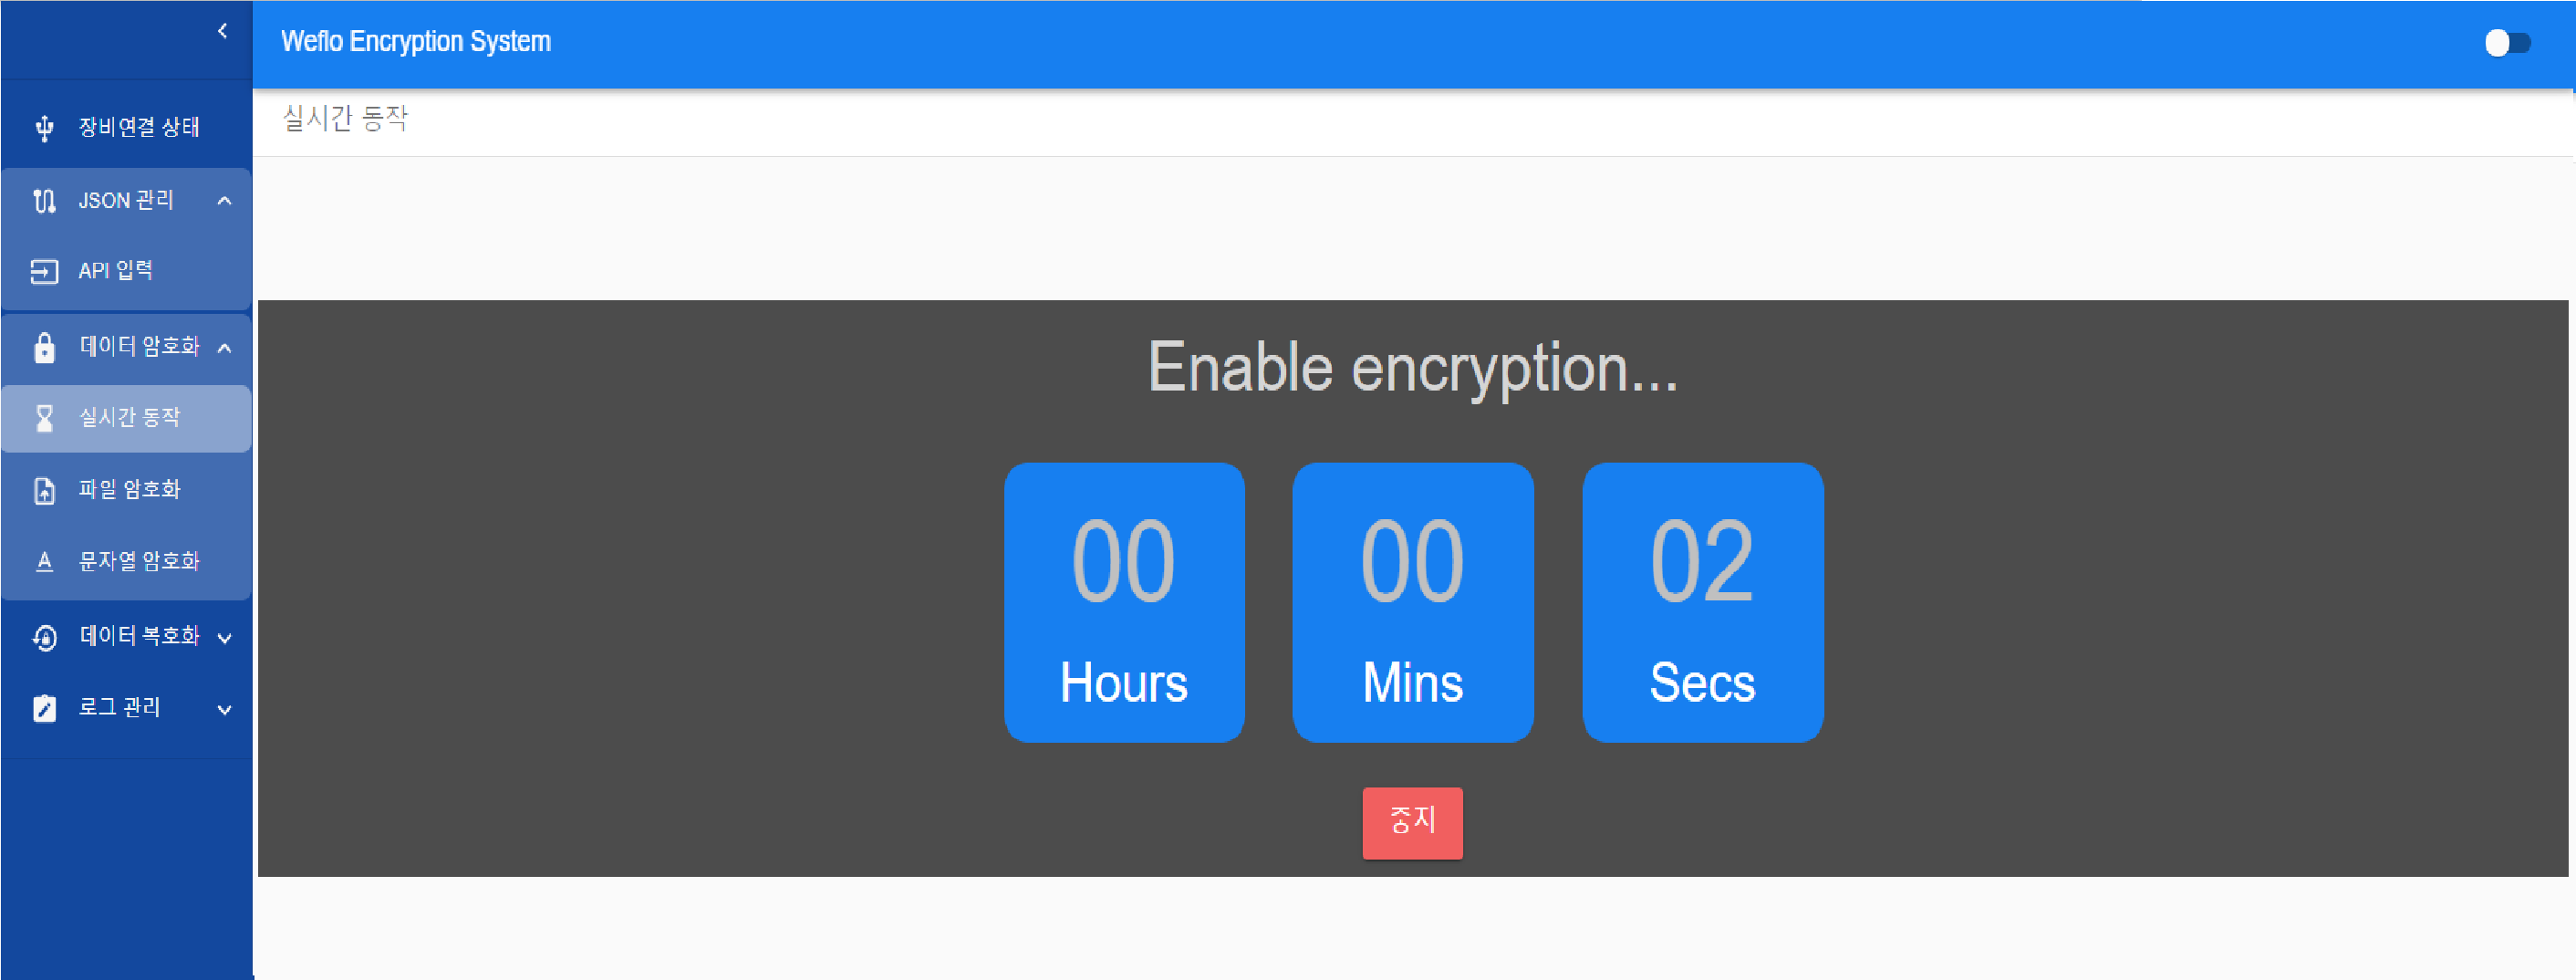 Weflo Encryption System
장비연결 상태
JSON 관리
API 입력
데이터 암호화
실시간 동작
파일 암호화
문자열 암호화
데이터 복호화
로그 관리
실시간 동작
Enable encryption...
00 00 02
Hours Mins Secs
중지